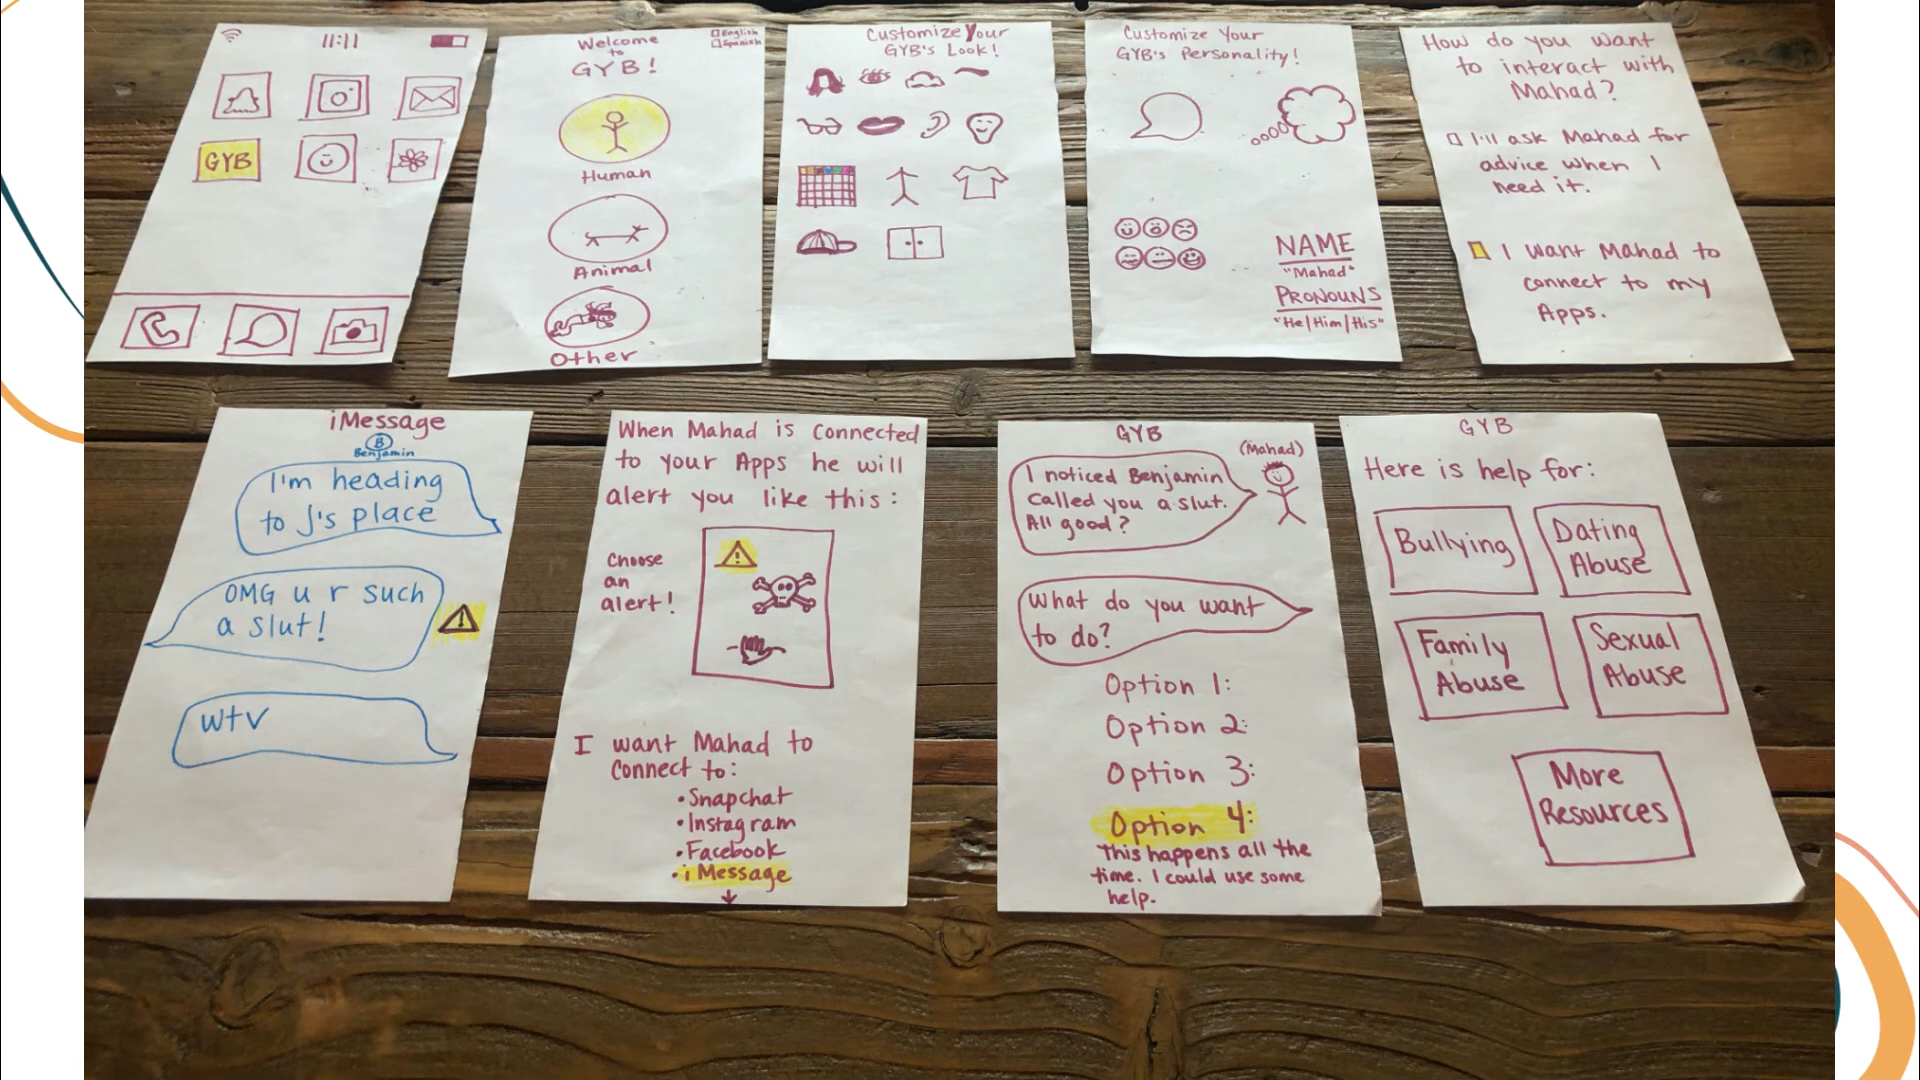 11:11
GYB
Welcome
to
GYB!
English
Spanish
Human
Animal
Other
Customize Your
GYB's Look!
Customize Your
GYB's Personality!
NAME
"Mahad"
PRONOUNS
"He/Him/His"
How do you want
to interact with
Mahad?
I'll ask Mahad for
advice when I
need it.
I want Mahad to
connect to my
Apps.
iMessage
B
Benjamin
I'm heading
to J's place
OMG u r such
a slut!
wtv
When Mahad is connected
to your Apps he will
alert you like this:
Choose
an
alert!
I want Mahad to
connect to:
•Snapchat
•Instagram
•Facebook
•iMessage
GYB
(Mahad)
I noticed Benjamin
called you a slut.
All good?
What do you want
to do?
Option 1:
Option 2:
Option 3:
Option 4:
This happens all the
time. I could use some
help.
GYB
Here is help for:
Bullying
Dating
Abuse
Family
Abuse
Sexual
Abuse
More
Resources